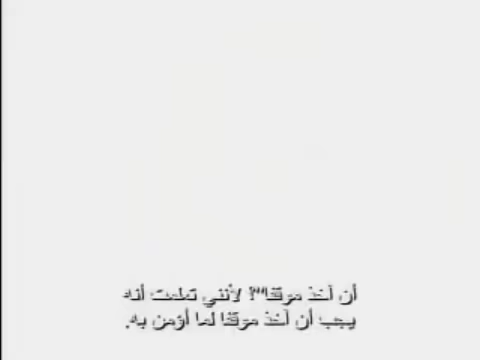 أن آخذ موقفا"؟ لأنني تعلمت أنه
يجب أن آخذ موقفا لما أؤمن به.